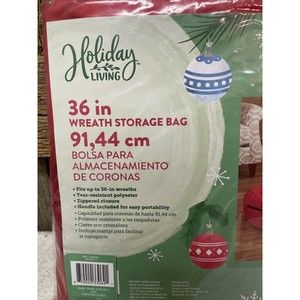 Holiday
LIVING
36 in
WREATH STORAGE BAG
91,44 cm
BOLSA PARA
ALMACENAMIENTO
DE CORONAS
• Fits up to 36-in wreaths
• Tear-resistant polyester
• Zippered closure
• Handle included for easy portability
• Capacidad para coronas de hasta 91,44 cm
• Poliéster resistente a las rasgaduras
• Cierre con cremallera
• Incluye manija para facilitar
el transporte